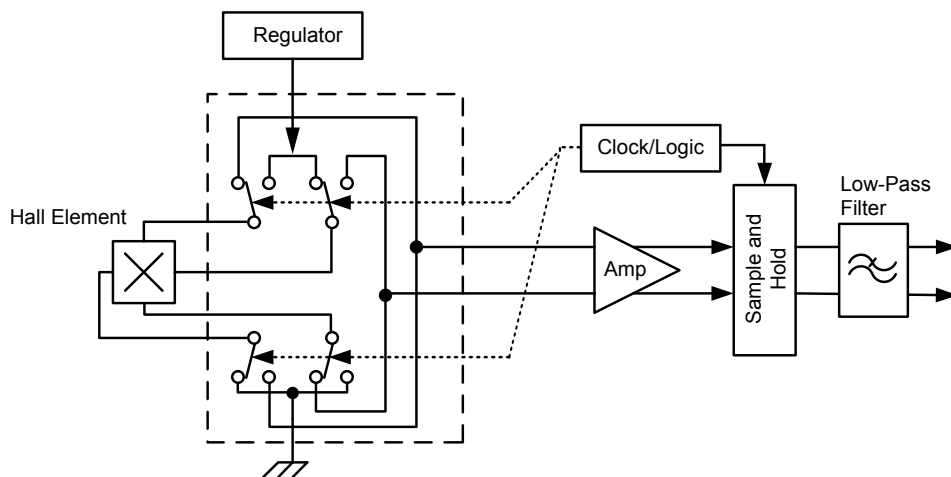 Regulator
Clock/Logic
Low-Pass
Filter
Hall Element
Amp
Sample and
Hold